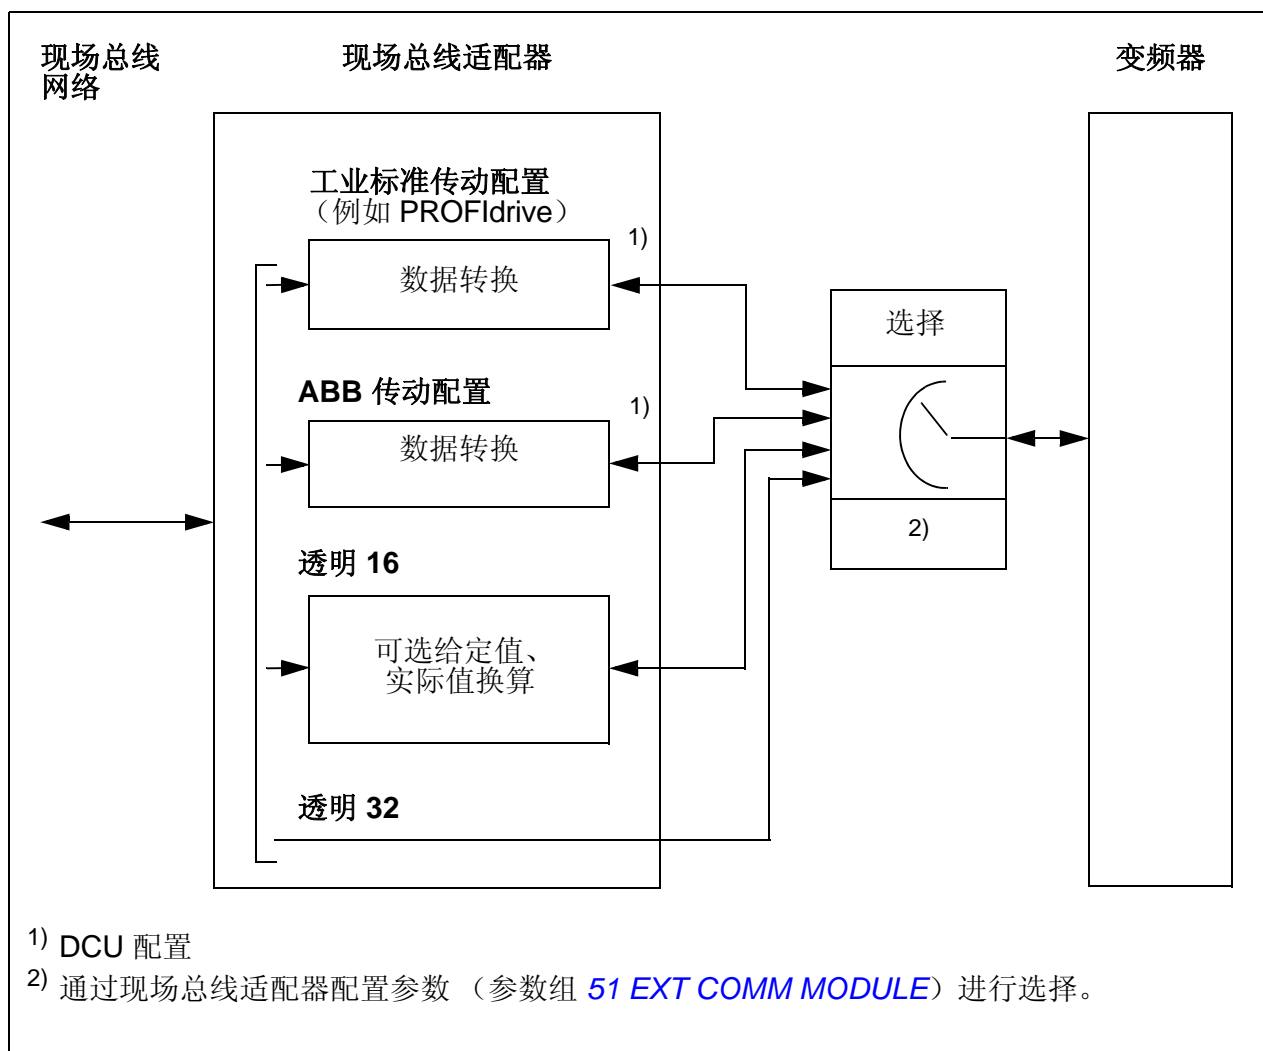 现场总线
网络
现场总线适配器
变频器
工业标准传动配置
（例如 PROFIdrive）
1)
数据转换
选择
ABB 传动配置
1)
数据转换
2)
透明 16
可选给定值、
实际值换算
透明 32
1) DCU 配置
2) 通过现场总线适配器配置参数 （参数组 51 EXT COMM MODULE）进行选择。